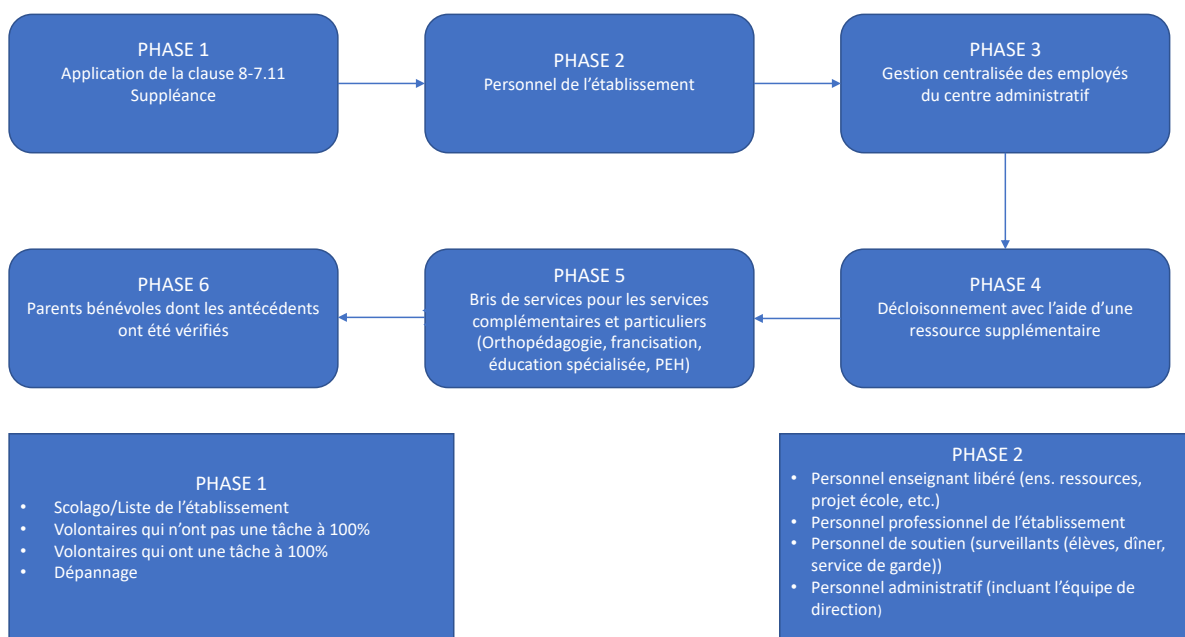 PHASE 1
Application de la clause 8-7.11
Suppléance
PHASE 2
Personnel de l’établissement
PHASE 3
Gestion centralisée des employés
du centre administratif
PHASE 6
Parents bénévoles dont les antécédents
ont été vérifiés
PHASE 5
Bris de services pour les services
complémentaires et particuliers
(Orthopédagogie, francisation,
éducation spécialisée, PEH)
PHASE 4
Décloisonnement avec l’aide d’une
ressource supplémentaire
PHASE 1
• Scolago/Liste de l’établissement
• Volontaires qui n’ont pas une tâche à 100%
• Volontaires qui ont une tâche à 100%
• Dépannage
PHASE 2
• Personnel enseignant libéré (ens. ressources,
projet école, etc.)
• Personnel professionnel de l’établissement
• Personnel de soutien (surveillants (élèves, dîner,
service de garde))
• Personnel administratif (incluant l’équipe de
direction)